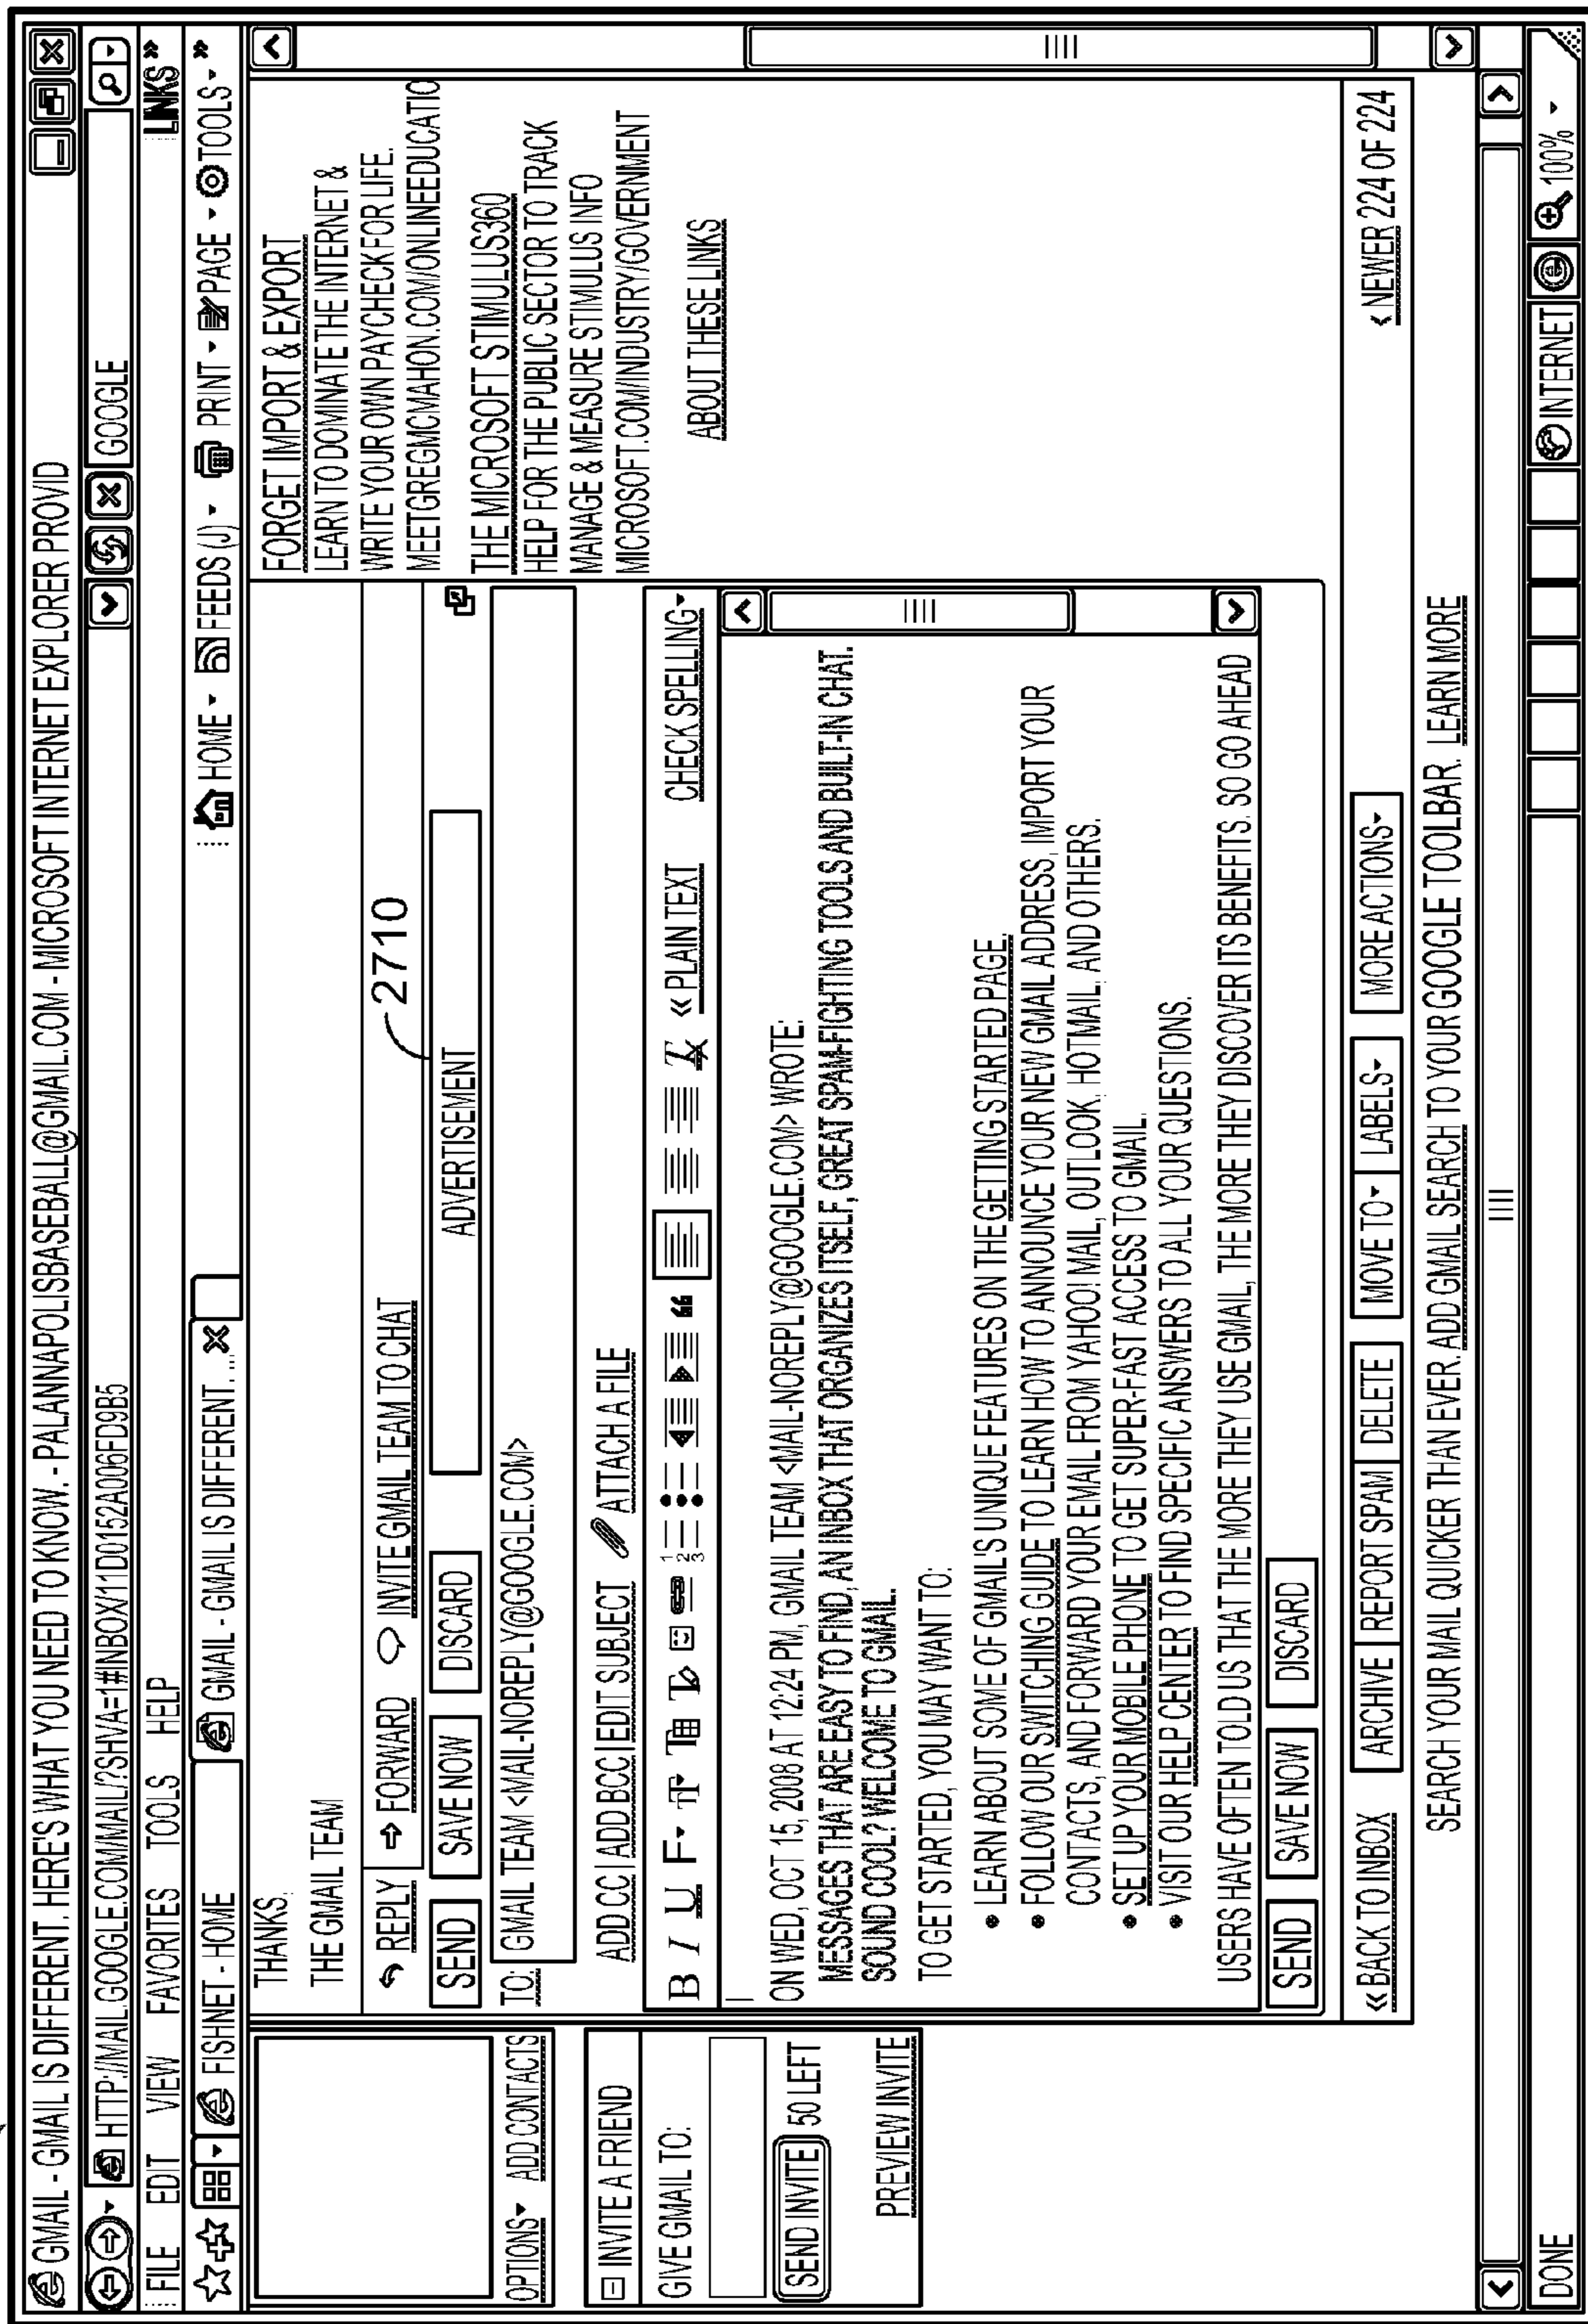 GMAIL - GMAIL IS DIFFERENT. HERE'S WHAT YOU NEED TO KNOW. - PALANNAPOLISBASEBALL@GMAIL.COM - MICROSOFT INTERNET EXPLORER PROVID
HTTP://MAIL.GOOGLE.COM/MAIL/?SHVA=1#INBOX/11D0152A006FD9B5
GOOGLE
FILE EDIT VIEW FAVORITES TOOLS HELP
LINKS »
FISHNET - HOME
GMAIL - GMAIL IS DIFFERENT. ...
HOME
FEEDS (J)
PRINT
PAGE
TOOLS »
THANKS,
THE GMAIL TEAM
REPLY
FORWARD
INVITE GMAIL TEAM TO CHAT
2710
SEND
SAVE NOW
DISCARD
ADVERTISEMENT
TO: GMAIL TEAM <MAIL-NOREPLY@GOOGLE.COM>
ADD CC | ADD BCC | EDIT SUBJECT ATTACH A FILE
B I U F T T T 1 2 3 “ T « PLAIN TEXT CHECK SPELLING
ON WED, OCT 15, 2008 AT 12:24 PM, GMAIL TEAM <MAIL-NOREPLY@GOOGLE.COM> WROTE:
MESSAGES THAT ARE EASY TO FIND, AN INBOX THAT ORGANIZES ITSELF, GREAT SPAM-FIGHTING TOOLS AND BUILT-IN CHAT.
SOUND COOL? WELCOME TO GMAIL.
TO GET STARTED, YOU MAY WANT TO:
• LEARN ABOUT SOME OF GMAIL'S UNIQUE FEATURES ON THE GETTING STARTED PAGE.
• FOLLOW OUR SWITCHING GUIDE TO LEARN HOW TO ANNOUNCE YOUR NEW GMAIL ADDRESS, IMPORT YOUR
CONTACTS, AND FORWARD YOUR EMAIL FROM YAHOO! MAIL, OUTLOOK, HOTMAIL, AND OTHERS.
• SET UP YOUR MOBILE PHONE TO GET SUPER-FAST ACCESS TO GMAIL.
• VISIT OUR HELP CENTER TO FIND SPECIFIC ANSWERS TO ALL YOUR QUESTIONS.
USERS HAVE OFTEN TOLD US THAT THE MORE THEY USE GMAIL, THE MORE THEY DISCOVER ITS BENEFITS. SO GO AHEAD
SEND
SAVE NOW
DISCARD
FORGET IMPORT & EXPORT
LEARN TO DOMINATE THE INTERNET &
WRITE YOUR OWN PAYCHECK FOR LIFE.
MEETGREGMCMAHON.COM/ONLINEEDUCATIO
THE MICROSOFT STIMULUS360
HELP FOR THE PUBLIC SECTOR TO TRACK
MANAGE & MEASURE STIMULUS INFO
MICROSOFT.COM/INDUSTRY/GOVERNMENT
ABOUT THESE LINKS
OPTIONS ADD CONTACTS
INVITE A FRIEND
GIVE GMAIL TO:
SEND INVITE 50 LEFT
PREVIEW INVITE
« BACK TO INBOX
ARCHIVE
REPORT SPAM
DELETE
MOVE TO
LABELS
MORE ACTIONS
< NEWER 224 OF 224
SEARCH YOUR MAIL QUICKER THAN EVER. ADD GMAIL SEARCH TO YOUR GOOGLE TOOLBAR. LEARN MORE
DONE
INTERNET
100%